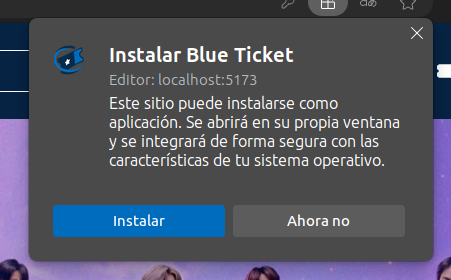 Instalar Blue Ticket
Editor: localhost:5173
Este sitio puede instalarse como
aplicación. Se abrirá en su propia ventana
y se integrará de forma segura con las
características de tu sistema operativo.
Instalar
Ahora no